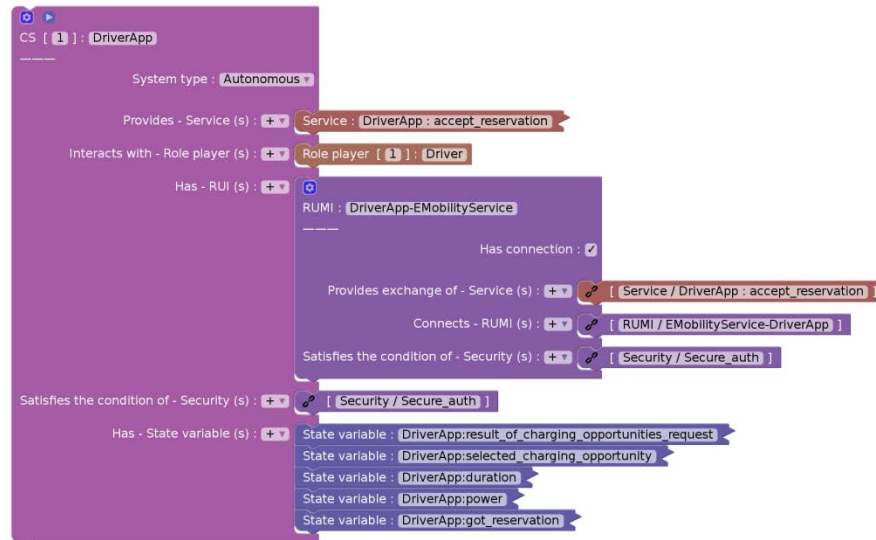 CS [ 1 ] : DriverApp
System type : Autonomous
Provides - Service (s) : + Service : DriverApp : accept_reservation
Interacts with - Role player (s) : + Role player [ 1 ] : Driver
Has - RUI (s) : +
RUMI : DriverApp-EMobilityService
Has connection : ✓
Provides exchange of - Service (s) : + [ Service / DriverApp : accept_reservation ]
Connects - RUMI (s) : + [ RUMI / EMobilityService-DriverApp ]
Satisfies the condition of - Security (s) : + [ Security / Secure_auth ]
Satisfies the condition of - Security (s) : + [ Security / Secure_auth ]
Has - State variable (s) : + State variable : DriverApp:result_of_charging_opportunities_request
State variable : DriverApp:selected_charging_opportunity
State variable : DriverApp:duration
State variable : DriverApp:power
State variable : DriverApp:got_reservation